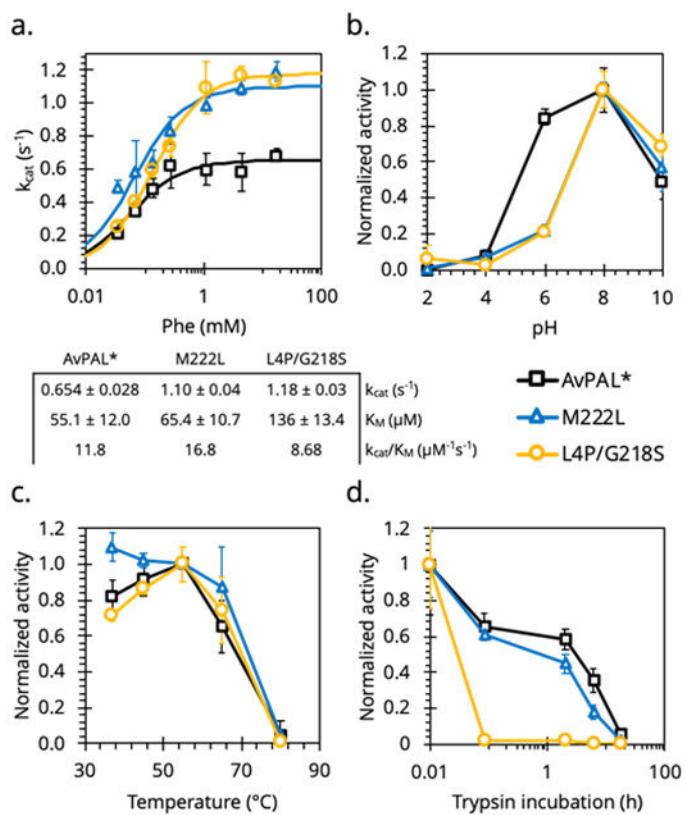 a.
b.
1.2
1.0
0.8
0.6
0.4
0.2
0.0
k_cat (s⁻¹)
0.01 1 100
Phe (mM)
1.2
1.0
0.8
0.6
0.4
0.2
0.0
Normalized activity
2 4 6 8 10
pH
AvPAL* M222L L4P/G218S
0.654 ± 0.028 1.10 ± 0.04 1.18 ± 0.03 k_cat (s⁻¹)
55.1 ± 12.0 65.4 ± 10.7 136 ± 13.4 K_M (μM)
11.8 16.8 8.68 k_cat/K_M (μM⁻¹s⁻¹)
AvPAL*
M222L
L4P/G218S
c.
d.
1.2
1.0
0.8
0.6
0.4
0.2
0.0
Normalized activity
30 50 70 90
Temperature (°C)
1.2
1.0
0.8
0.6
0.4
0.2
0
Normalized activity
0.01 1 100
Trypsin incubation (h)